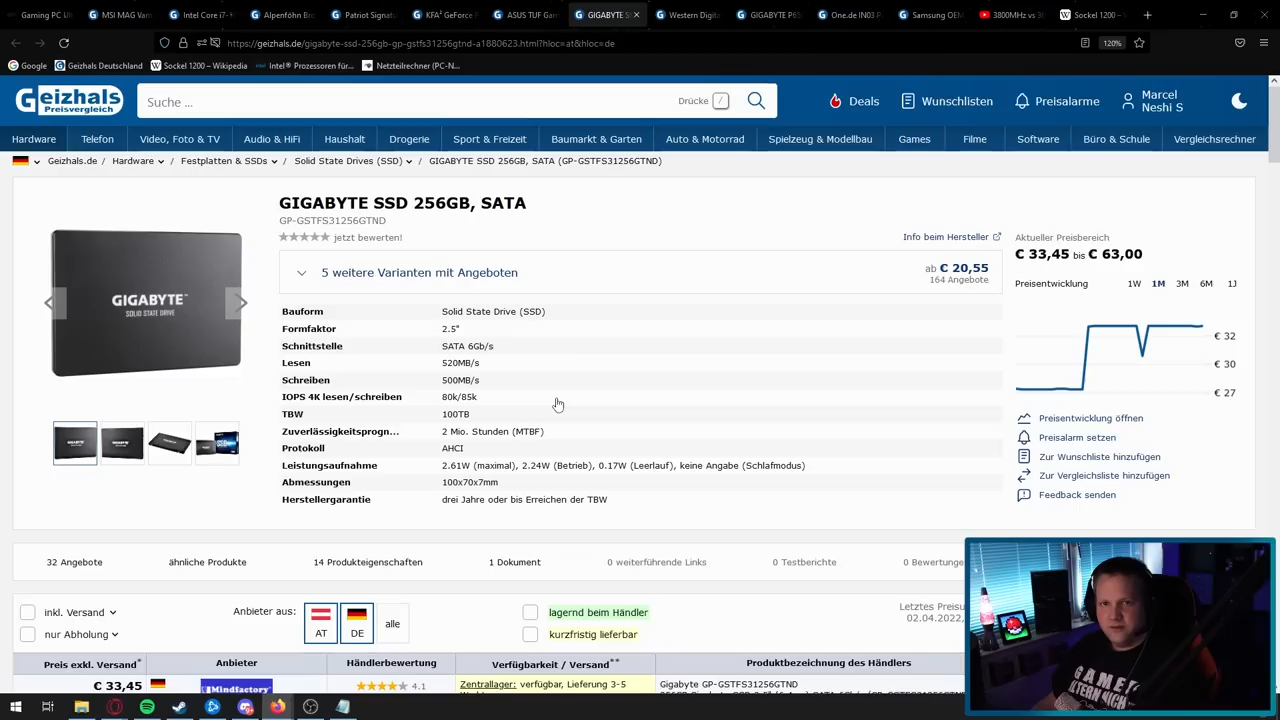 Gaming PC Ult
MSI MAG Vam
Intel Core i7-
Alpenföhn Bro
Patriot Signatu
KFA² GeForce
ASUS TUF Gam
GIGABYTE S
Western Digita
GIGABYTE P65
One.de IN03 R
Samsung OEM
3800MHz vs 3
Sockel 1200 –
https://geizhals.de/gigabyte-ssd-256gb-gp-gstfs31256gtnd-a1880623.html?hloc=at&hloc=de
120%
Google
Geizhals Deutschland
Sockel 1200 – Wikipedia
Intel® Prozessoren für...
Netzteilrechner (PC-N...
Geizhals
Preisvergleich
Suche ...
Drücke /
Deals
Wunschlisten
Preisalarme
Marcel
Neshi S
Hardware
Telefon
Video, Foto & TV
Audio & HiFi
Haushalt
Drogerie
Sport & Freizeit
Baumarkt & Garten
Auto & Motorrad
Spielzeug & Modellbau
Games
Filme
Software
Büro & Schule
Vergleichsrechner
Geizhals.de / Hardware / Festplatten & SSDs / Solid State Drives (SSD) / GIGABYTE SSD 256GB, SATA (GP-GSTFS31256GTND)
GIGABYTE SSD 256GB, SATA
GP-GSTFS31256GTND
jetzt bewerten!
Info beim Hersteller
5 weitere Varianten mit Angeboten
ab € 20,55
164 Angebote
GIGABYTE™
SOLID STATE DRIVE
Bauform Solid State Drive (SSD)
Formfaktor 2.5"
Schnittstelle SATA 6Gb/s
Lesen 520MB/s
Schreiben 500MB/s
IOPS 4K lesen/schreiben 80k/85k
TBW 100TB
Zuverlässigkeitsprogn... 2 Mio. Stunden (MTBF)
Protokoll AHCI
Leistungsaufnahme 2.61W (maximal), 2.24W (Betrieb), 0.17W (Leerlauf), keine Angabe (Schlafmodus)
Abmessungen 100x70x7mm
Herstellergarantie drei Jahre oder bis Erreichen der TBW
Aktueller Preisbereich
€ 33,45 bis € 63,00
Preisentwicklung 1W 1M 3M 6M 1J
€ 32
€ 30
€ 27
Preisentwicklung öffnen
Preisalarm setzen
Zur Wunschliste hinzufügen
Zur Vergleichsliste hinzufügen
Feedback senden
32 Angebote
ähnliche Produkte
14 Produkteigenschaften
1 Dokument
0 weiterführende Links
0 Testberichte
0 Bewertunge
inkl. Versand
nur Abholung
Anbieter aus:
AT
DE
alle
lagernd beim Händler
kurzfristig lieferbar
Letztes Preisu
02.04.2022,
Preis exkl. Versand*
Anbieter
Händlerbewertung
Verfügbarkeit / Versand**
Produktbezeichnung des Händlers
€ 33,45
Mindfactory
4.1
Zentrallager: verfügbar, Lieferung 3-5
Gigabyte GP-GSTFS31256GTND
GAME